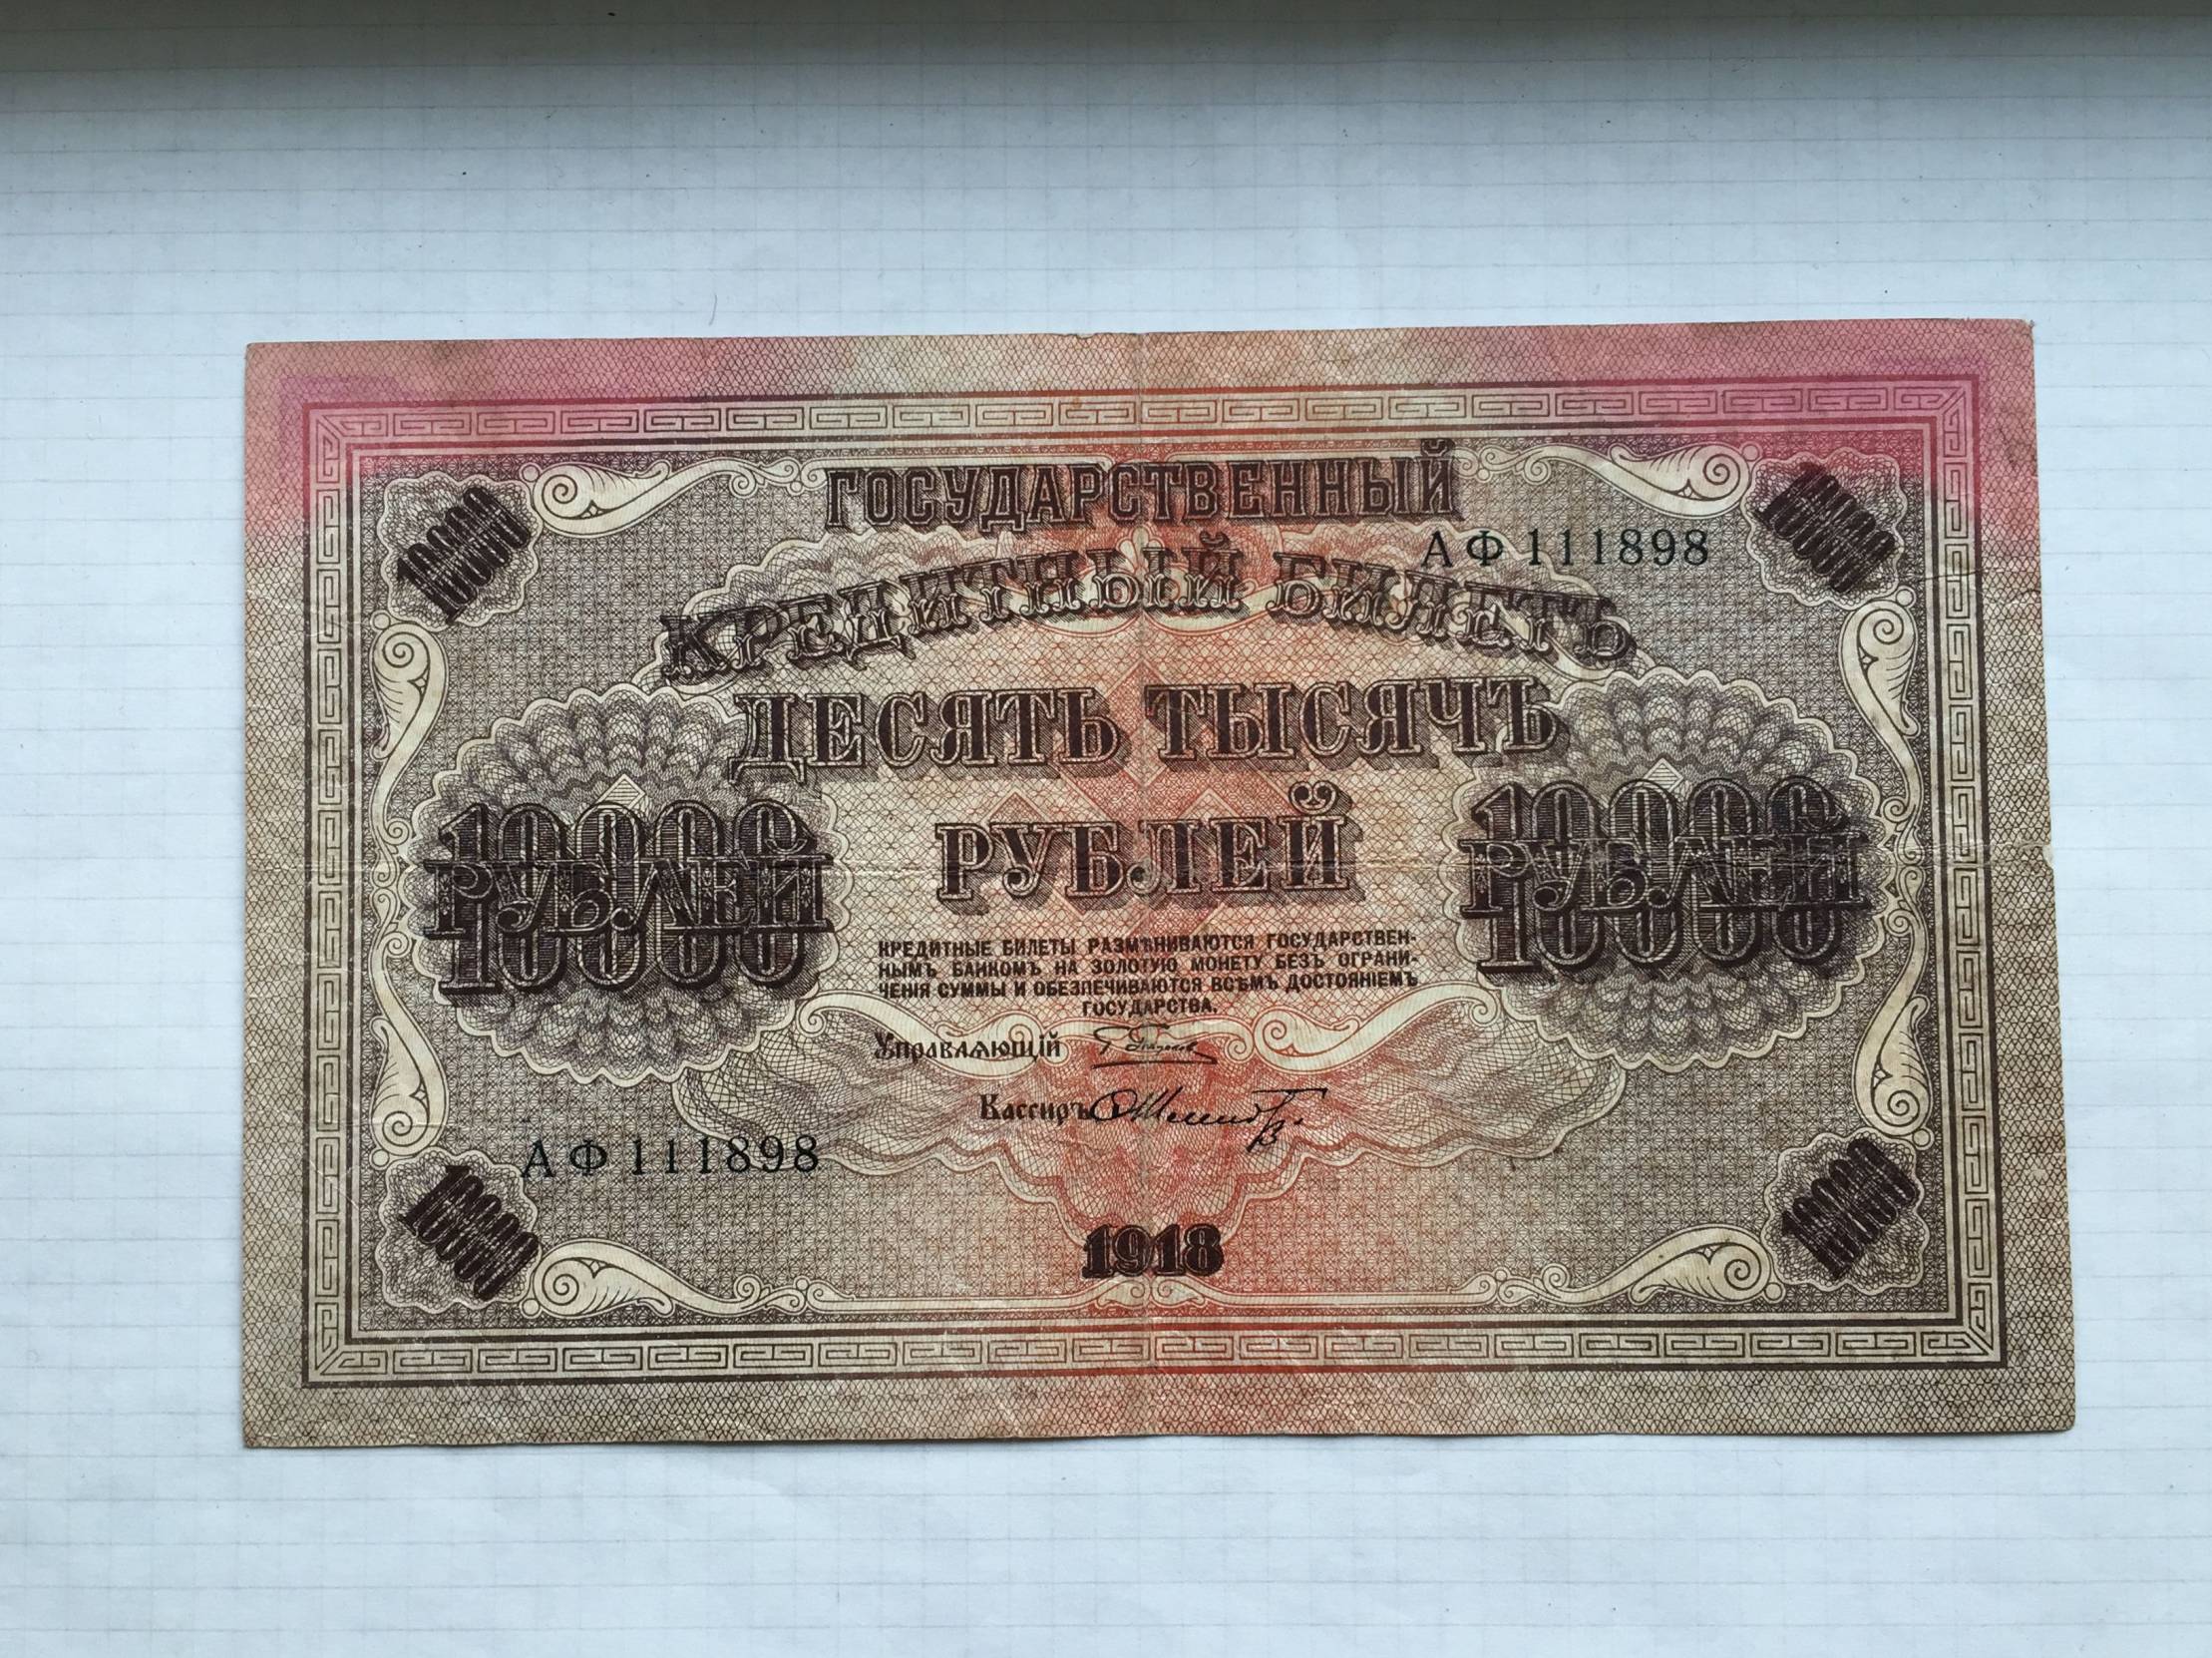 ГОСУДАРСТВЕННЫЙ
10000
10000
АФ 111898
КРЕДИТНЫЙ БИЛЕТЪ
ДЕСЯТЬ ТЫСЯЧЪ
РУБЛЕЙ
10000
РУБЛЕЙ
10000
10000
РУБЛЕЙ
10000
КРЕДИТНЫЕ БИЛЕТЫ РАЗМѢНИВАЮТСЯ ГОСУДАРСТВЕН-
НЫМЪ БАНКОМЪ НА ЗОЛОТУЮ МОНЕТУ БЕЗЪ ОГРАНИ-
ЧЕНІЯ СУММЫ И ОБЕЗПЕЧИВАЮТСЯ ВСѢМЪ ДОСТОЯНІЕМЪ
ГОСУДАРСТВА.
Управляющій
Кассиръ
АФ 111898
10000
10000
1918